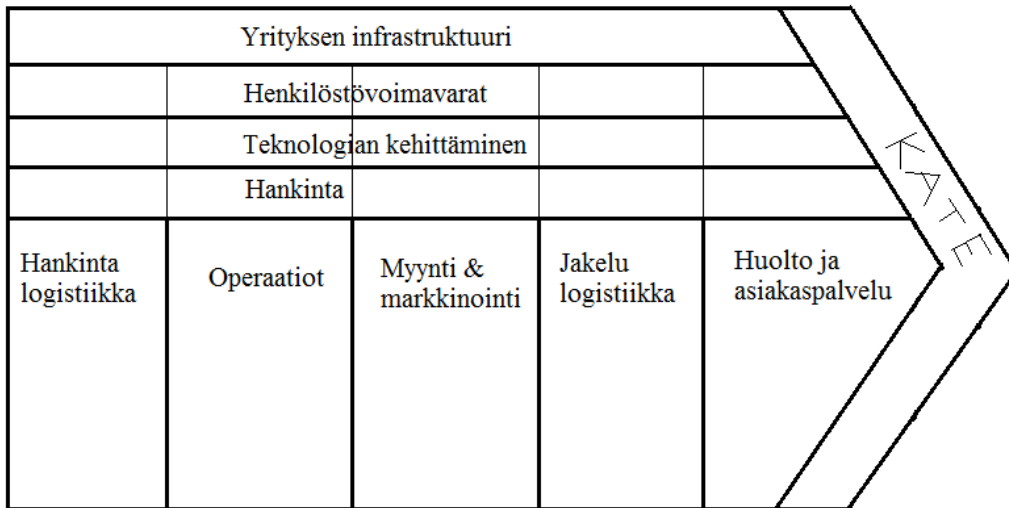 Yrityksen infrastruktuuri
Henkilöstövoimavarat
Teknologian kehittäminen
Hankinta
Hankinta
logistiikka
Operaatiot
Myynti &
markkinointi
Jakelu
logistiikka
Huolto ja
asiakaspalvelu
KATE